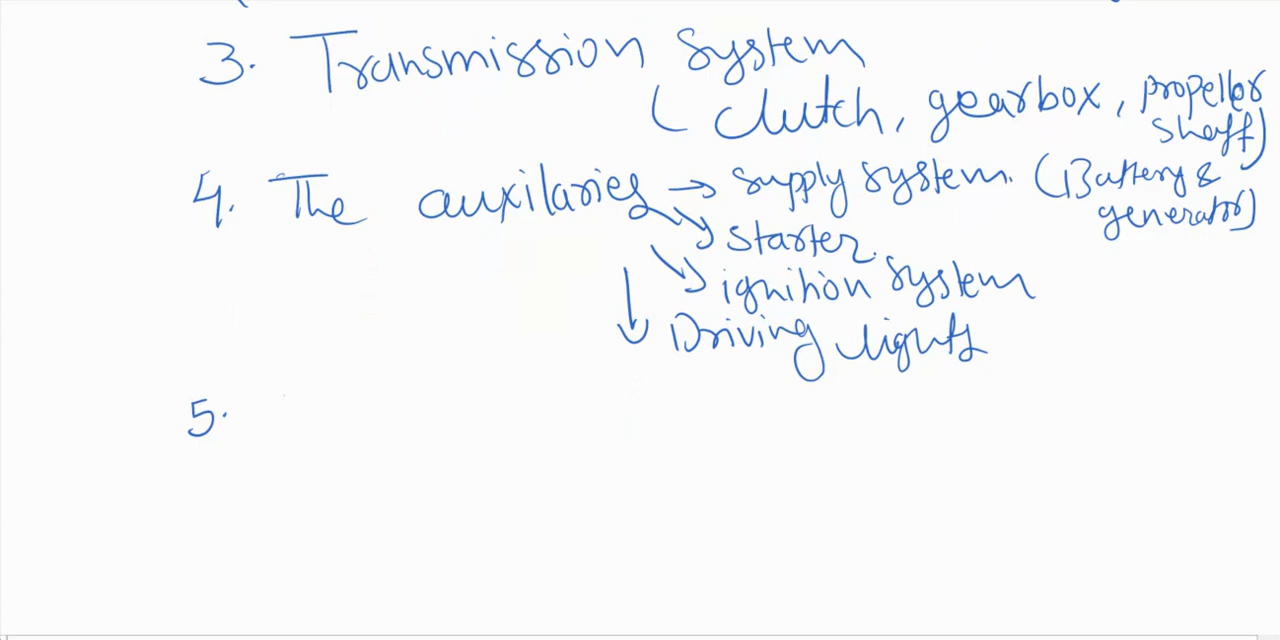 3. Transmission System
( Clutch, gearbox, propeller
shaft)
4. The auxilaries → supply system. (Battery &
generator)
starter.
ignition system
Driving lights
5.